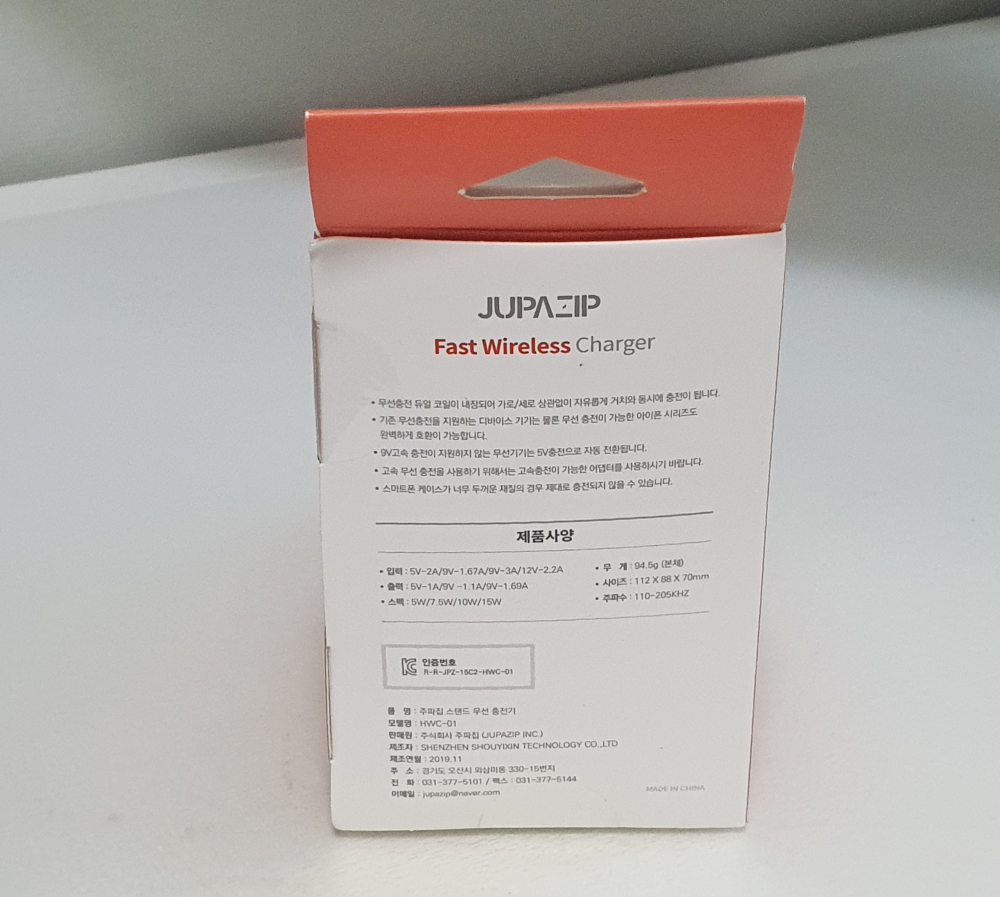 JUPAZIP
Fast Wireless Charger
• 무선충전 듀얼 코일이 내장되어 가로/세로 상관없이 자유롭게 거치와 동시에 충전이 됩니다.
• 기존 무선충전을 지원하는 디바이스 기기는 물론 무선 충전이 가능한 아이폰 시리즈도
완벽하게 호환이 가능합니다.
• 9V고속 충전이 지원하지 않는 무선기기는 5V충전으로 자동 전환됩니다.
• 고속 무선 충전을 사용하기 위해서는 고속충전이 가능한 어댑터를 사용하시기 바랍니다.
• 스마트폰 케이스가 너무 두꺼운 재질의 경우 제대로 충전되지 않을 수 있습니다.
제품사양
• 입력 : 5V-2A/9V-1.67A/9V-3A/12V-2.2A
• 출력 : 5V-1A/9V -1.1A/9V-1.69A
• 스펙 : 5W/7.5W/10W/15W
• 무 게 : 94.5g (본체)
• 사이즈 : 112 X 88 X 70mm
• 주파수 : 110-205KHZ
인증번호
R-R-JPZ-15C2-HWC-01
품 명 : 주파집 스탠드 무선 충전기
모델명 : HWC-01
판매원 : 주식회사 주파집 (JUPAZIP INC.)
제조자 : SHENZHEN SHOUYIXIN TECHNOLOGY CO.,LTD
제조연월 : 2019.11
주 소 : 경기도 오산시 외삼미동 330-15번지
전 화 : 031-377-5101 / 팩스 : 031-377-5144
이메일 : jupazip@naver.com
MADE IN CHINA